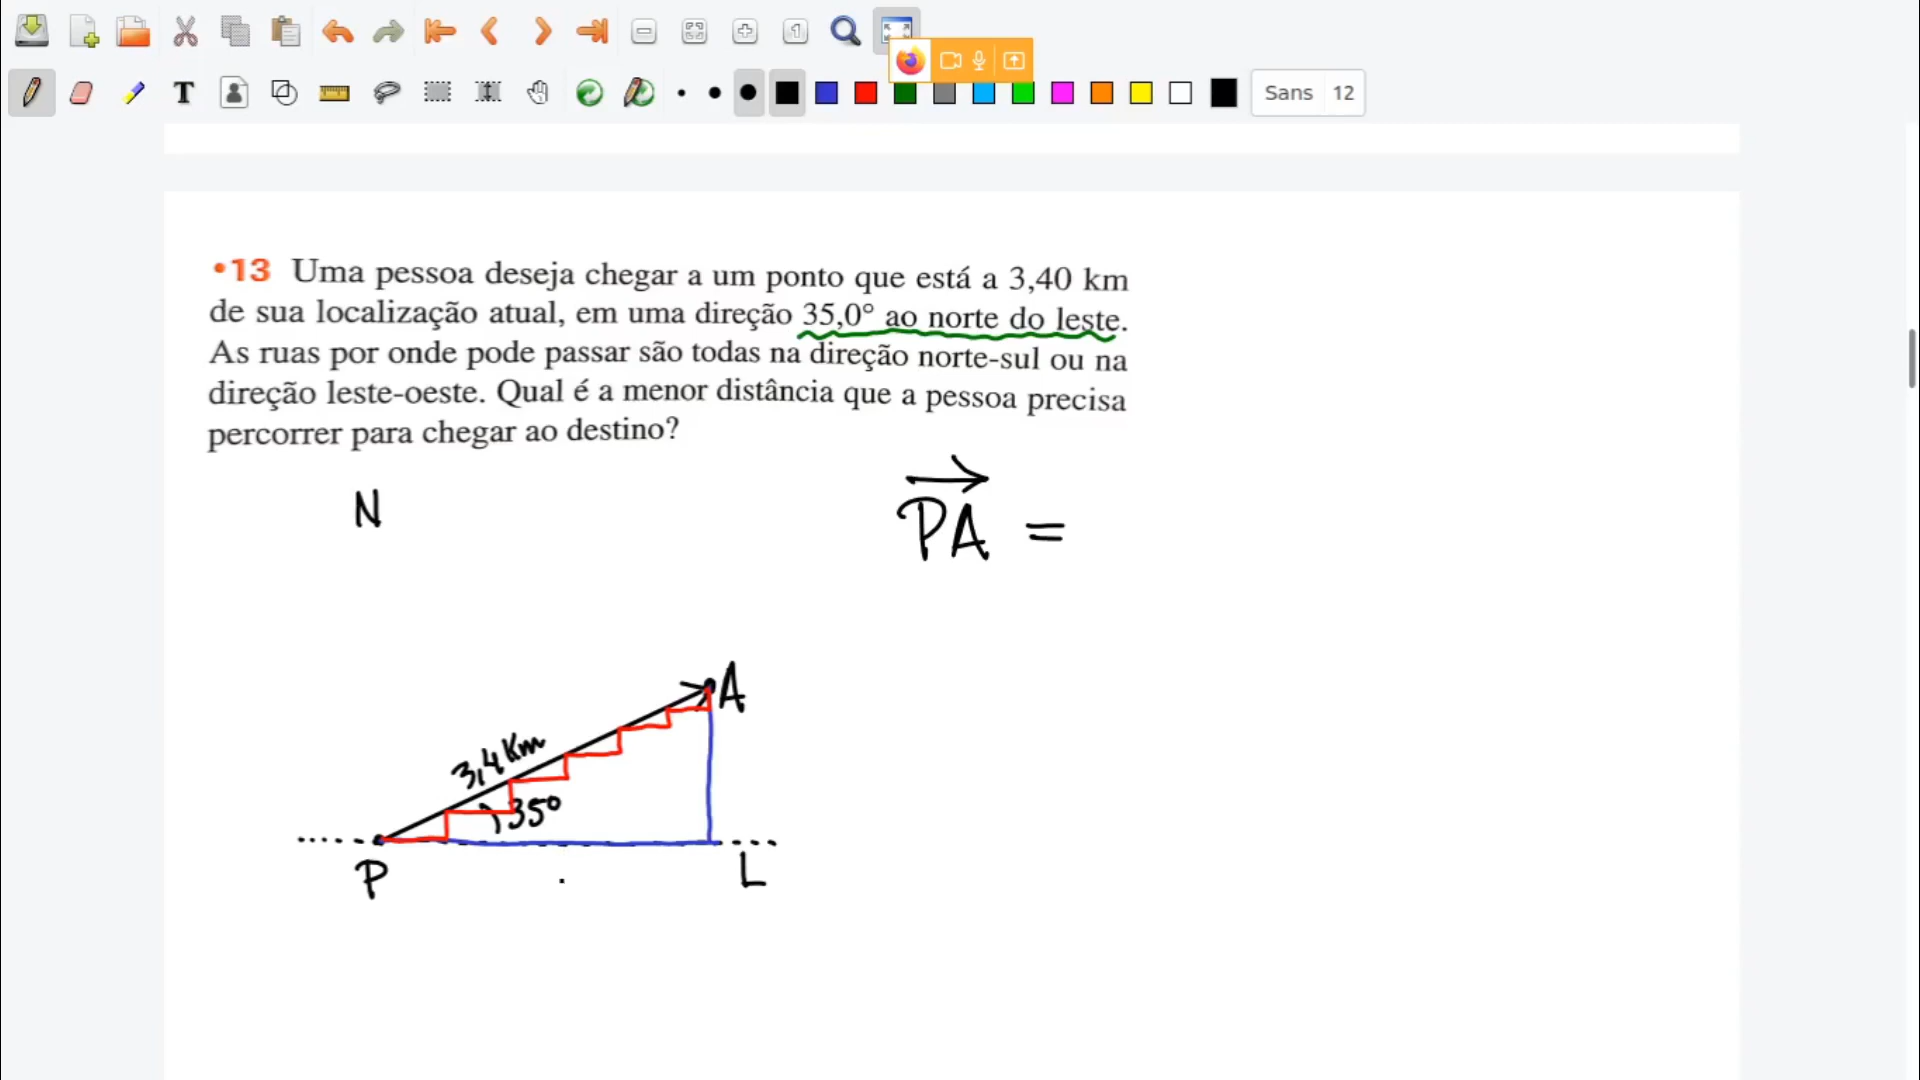 T
Sans 12
•13 Uma pessoa deseja chegar a um ponto que está a 3,40 km
de sua localização atual, em uma direção 35,0° ao norte do leste.
As ruas por onde pode passar são todas na direção norte-sul ou na
direção leste-oeste. Qual é a menor distância que a pessoa precisa
percorrer para chegar ao destino?
N
PA =
A
3,4 Km
35°
P
L